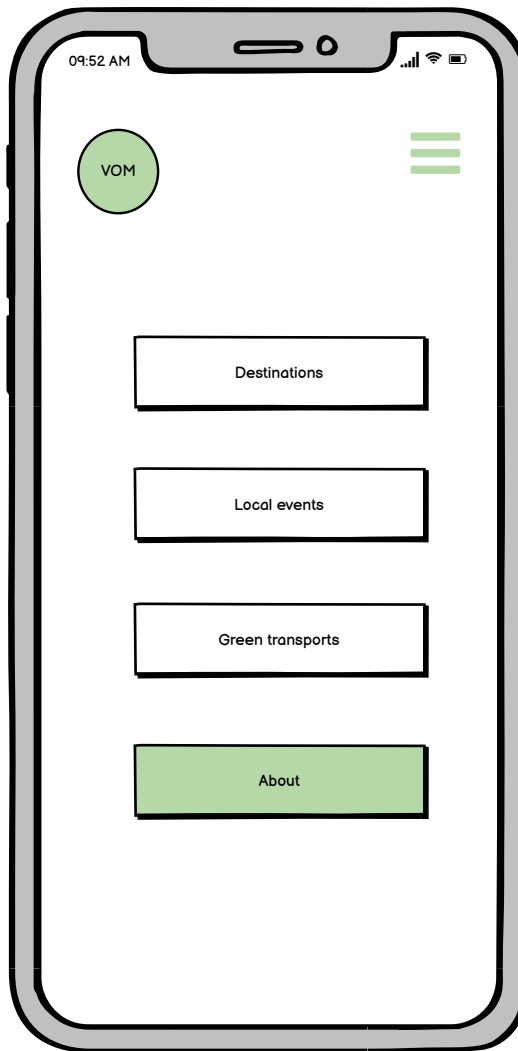 09:52 AM
VOM
Destinations
Local events
Green transports
About